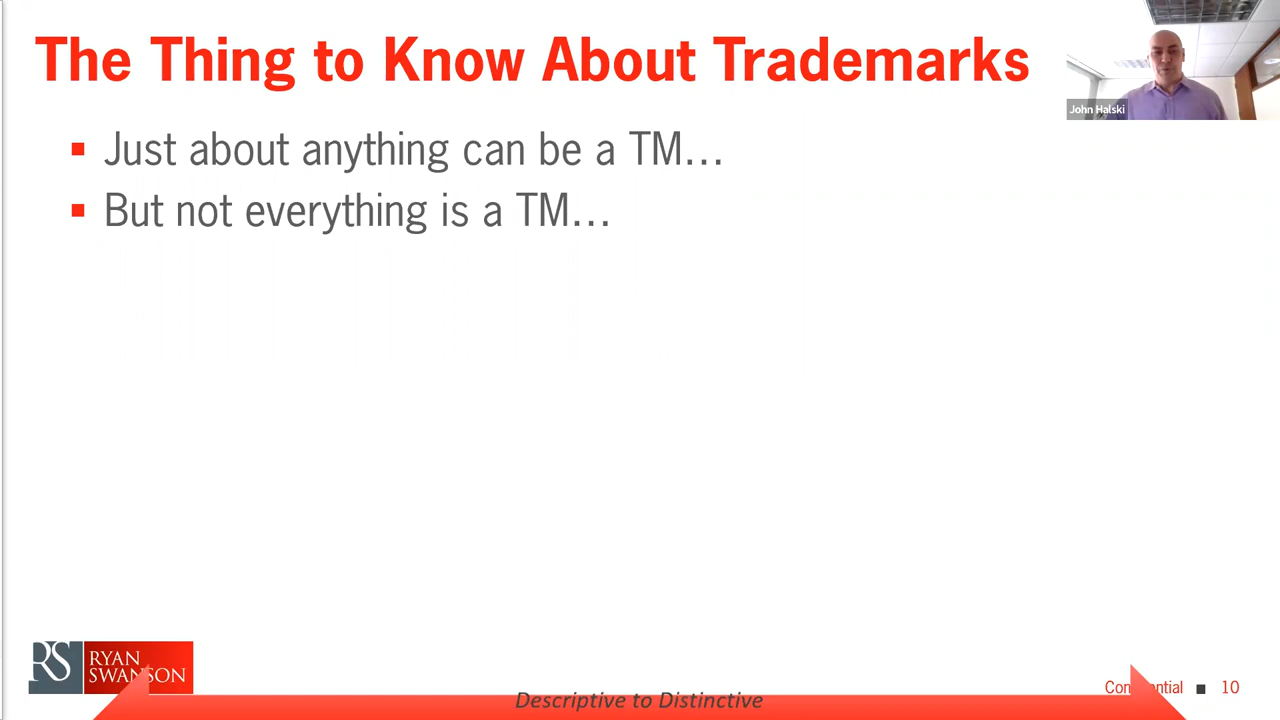 The Thing to Know About Trademarks
John Halski
Just about anything can be a TM...
But not everything is a TM...
RS RYAN
SWANSON
Descriptive to Distinctive
10